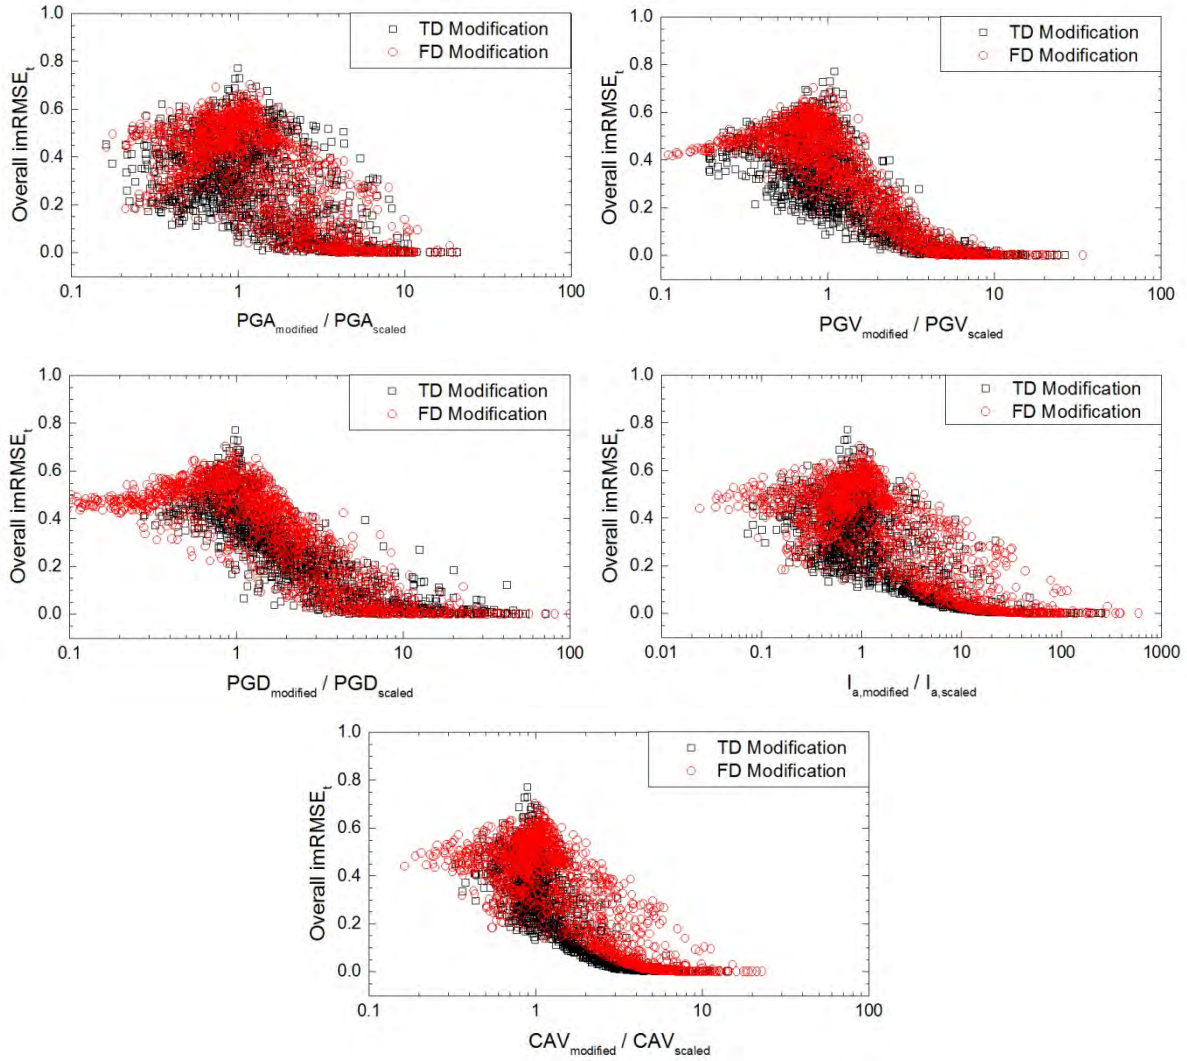 1.0
0.8
0.6
0.4
0.2
0.0
Overall imRMSE_t
TD Modification
FD Modification
0.1 1 10 100
PGA_modified / PGA_scaled
1.0
0.8
0.6
0.4
0.2
0.0
Overall imRMSE_t
TD Modification
FD Modification
0.1 1 10 100
PGV_modified / PGV_scaled
1.0
0.8
0.6
0.4
0.2
0.0
Overall imRMSE_t
TD Modification
FD Modification
0.1 1 10 100
PGD_modified / PGD_scaled
1.0
0.8
0.6
0.4
0.2
0.0
Overall imRMSE_t
TD Modification
FD Modification
0.01 0.1 1 10 100 1000
I_a,modified / I_a,scaled
1.0
0.8
0.6
0.4
0.2
0.0
Overall imRMSE_t
TD Modification
FD Modification
0.1 1 10 100
CAV_modified / CAV_scaled